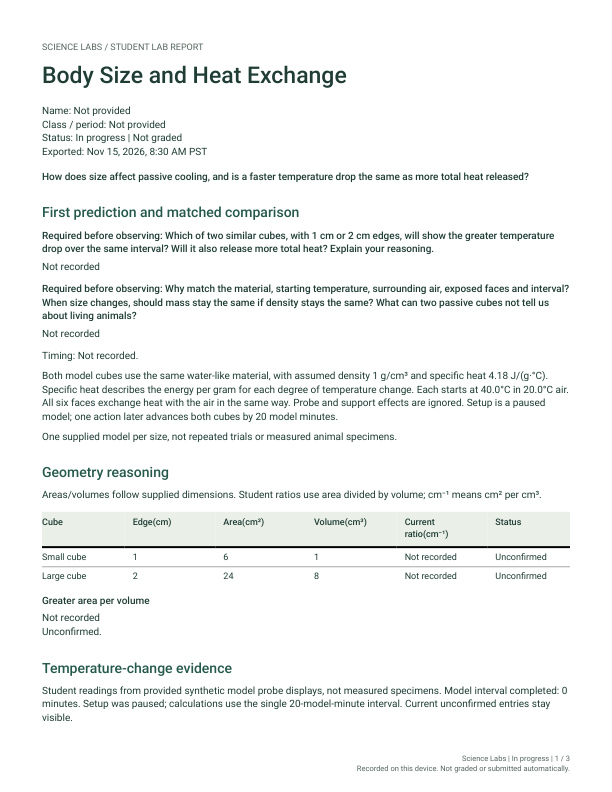 SCIENCE LABS / STUDENT LAB REPORT
Body Size and Heat Exchange
Name: Not provided
Class / period: Not provided
Status: In progress | Not graded
Exported: Nov 15, 2026, 8:30 AM PST
How does size affect passive cooling, and is a faster temperature drop the same as more total heat released?
First prediction and matched comparison
Required before observing: Which of two similar cubes, with 1 cm or 2 cm edges, will show the greater temperature
drop over the same interval? Will it also release more total heat? Explain your reasoning.
Not recorded
Required before observing: Why match the material, starting temperature, surrounding air, exposed faces and interval?
When size changes, should mass stay the same if density stays the same? What can two passive cubes not tell us
about living animals?
Not recorded
Timing: Not recorded.
Both model cubes use the same water-like material, with assumed density 1 g/cm³ and specific heat 4.18 J/(g·°C).
Specific heat describes the energy per gram for each degree of temperature change. Each starts at 40.0°C in 20.0°C air.
All six faces exchange heat with the air in the same way. Probe and support effects are ignored. Setup is a paused
model; one action later advances both cubes by 20 model minutes.
One supplied model per size, not repeated trials or measured animal specimens.
Geometry reasoning
Areas/volumes follow supplied dimensions. Student ratios use area divided by volume; cm⁻¹ means cm² per cm³.
Cube Edge(cm) Area(cm²) Volume(cm³) Current Status
ratio(cm⁻¹)
Small cube 1 6 1 Not recorded Unconfirmed
Large cube 2 24 8 Not recorded Unconfirmed
Greater area per volume
Not recorded
Unconfirmed.
Temperature-change evidence
Student readings from provided synthetic model probe displays, not measured specimens. Model interval completed: 0
minutes. Setup was paused; calculations use the single 20-model-minute interval. Current unconfirmed entries stay
visible.
Science Labs | In progress | 1 / 3
Recorded on this device. Not graded or submitted automatically.